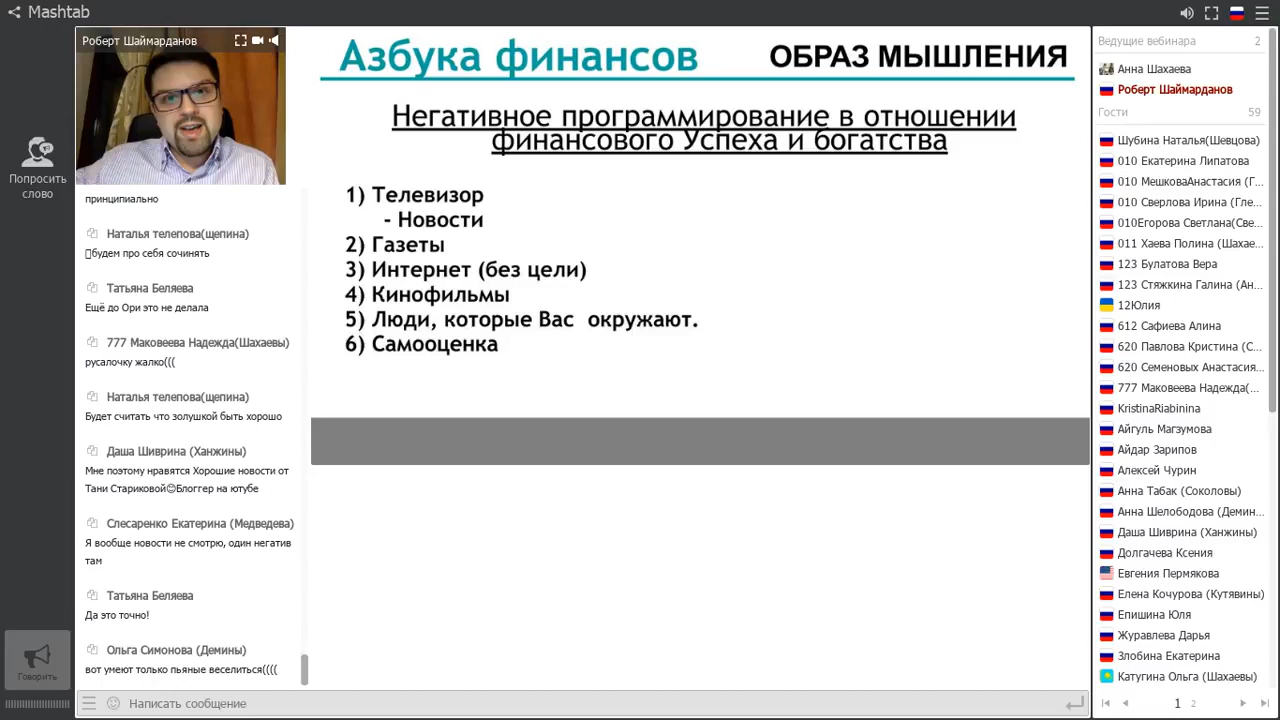 Mashtab
Роберт Шаймарданов
Попросить
слово
Говорить
принципиально
Наталья телепова(щепина)
будем про себя сочинять
Татьяна Беляева
Ещё до Ори это не делала
777 Маковеева Надежда(Шахаевы)
русалочку жалко(((
Наталья телепова(щепина)
Будет считать что золушкой быть хорошо
Даша Шиврина (Ханжины)
Мне поэтому нравятся Хорошие новости от
Тани Стариковой😊Блоггер на ютубе
Слесаренко Екатерина (Медведева)
Я вообще новости не смотрю, один негатив
там
Татьяна Беляева
Да это точно!
Ольга Симонова (Демины)
вот умеют только пьяные веселиться((((
Написать сообщение
Азбука финансов
ОБРАЗ МЫШЛЕНИЯ
Негативное программирование в отношении
финансового Успеха и богатства
1) Телевизор
- Новости
2) Газеты
3) Интернет (без цели)
4) Кинофильмы
5) Люди, которые Вас окружают.
6) Самооценка
Ведущие вебинара 2
Анна Шахаева
Роберт Шаймарданов
Гости 59
Шубина Наталья(Шевцова)
010 Екатерина Липатова
010 МешковаАнастасия (Г...
010 Сверлова Ирина (Гле...
010Егорова Светлана(Све...
011 Хаева Полина (Шахае...
123 Булатова Вера
123 Стяжкина Галина (Ан...
12Юлия
612 Сафиева Алина
620 Павлова Кристина (С...
620 Семеновых Анастасия...
777 Маковеева Надежда(...
KristinaRiabinina
Айгуль Магзумова
Айдар Зарипов
Алексей Чурин
Анна Табак (Соколовы)
Анна Шелободова (Демин...
Даша Шиврина (Ханжины)
Долгачева Ксения
Евгения Пермякова
Елена Кочурова (Кутявины)
Епишина Юля
Журавлева Дарья
Злобина Екатерина
Катугина Ольга (Шахаевы)
1 2